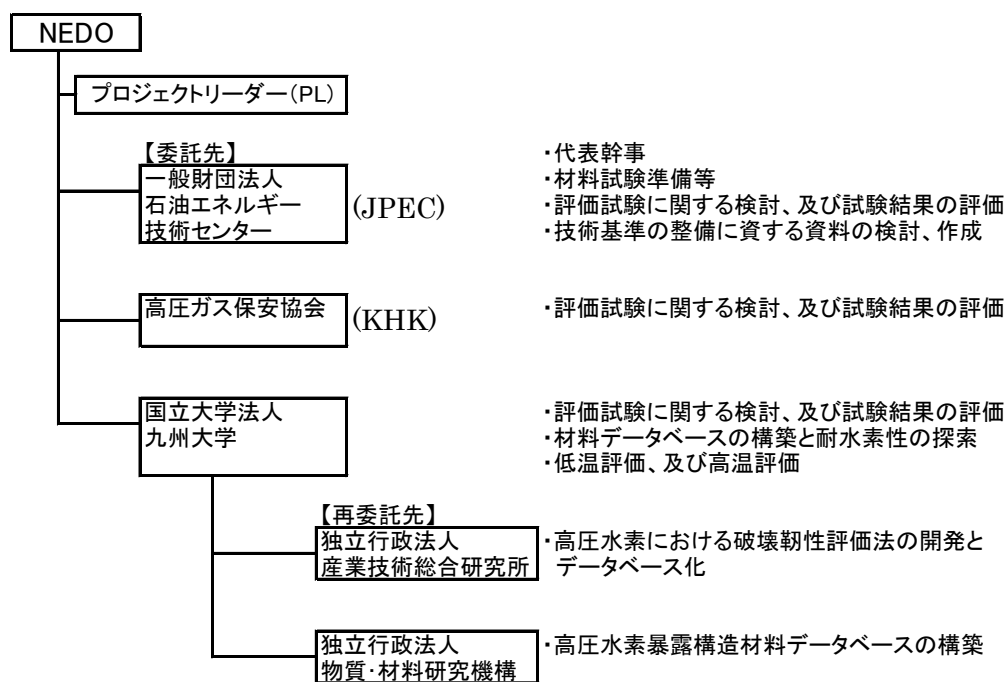 NEDO
プロジェクトリーダー(PL)
【委託先】
一般財団法人
石油エネルギー
技術センター
(JPEC)
・代表幹事
・材料試験準備等
・評価試験に関する検討、及び試験結果の評価
・技術基準の整備に資する資料の検討、作成
高圧ガス保安協会
(KHK)
・評価試験に関する検討、及び試験結果の評価
国立大学法人
九州大学
・評価試験に関する検討、及び試験結果の評価
・材料データベースの構築と耐水素性の探索
・低温評価、及び高温評価
【再委託先】
独立行政法人
産業技術総合研究所
・高圧水素における破壊靭性評価法の開発と
データベース化
独立行政法人
物質・材料研究機構
・高圧水素暴露構造材料データベースの構築